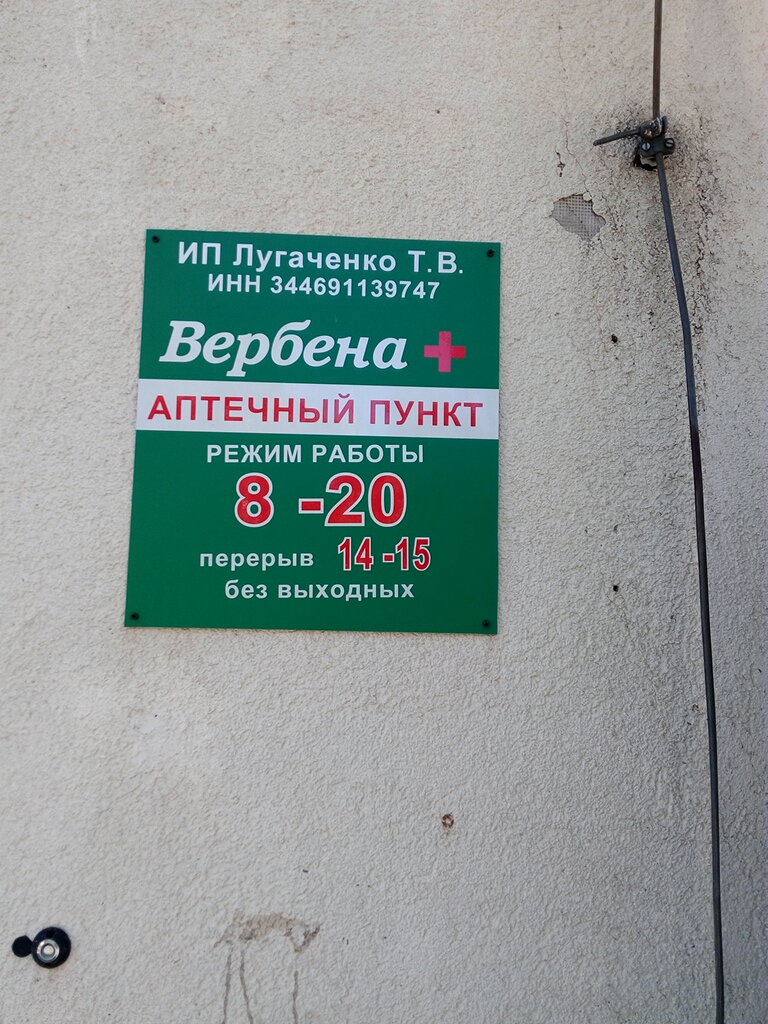 ИП Лугаченко Т.В.
ИНН 344691139747
Вербена +
АПТЕЧНЫЙ ПУНКТ
РЕЖИМ РАБОТЫ
8 -20
перерыв 14-15
без выходных